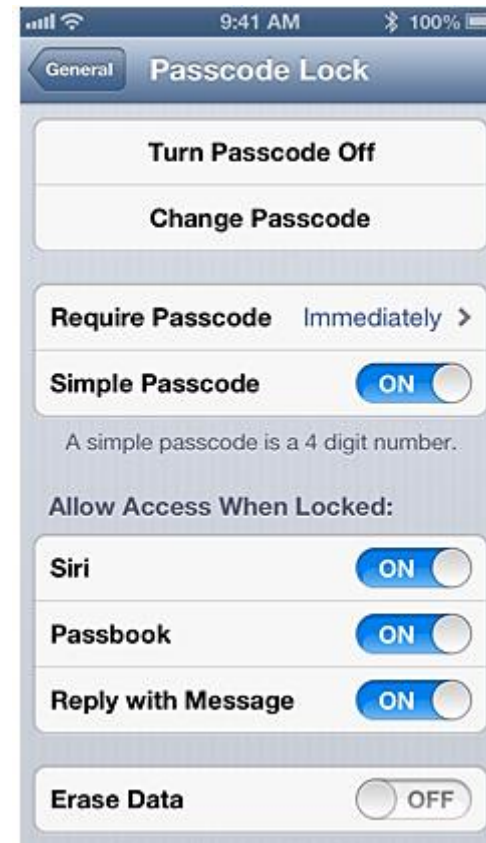 9:41 AM 100%
General Passcode Lock
Turn Passcode Off
Change Passcode
Require Passcode Immediately
Simple Passcode ON
A simple passcode is a 4 digit number.
Allow Access When Locked:
Siri ON
Passbook ON
Reply with Message ON
Erase Data OFF